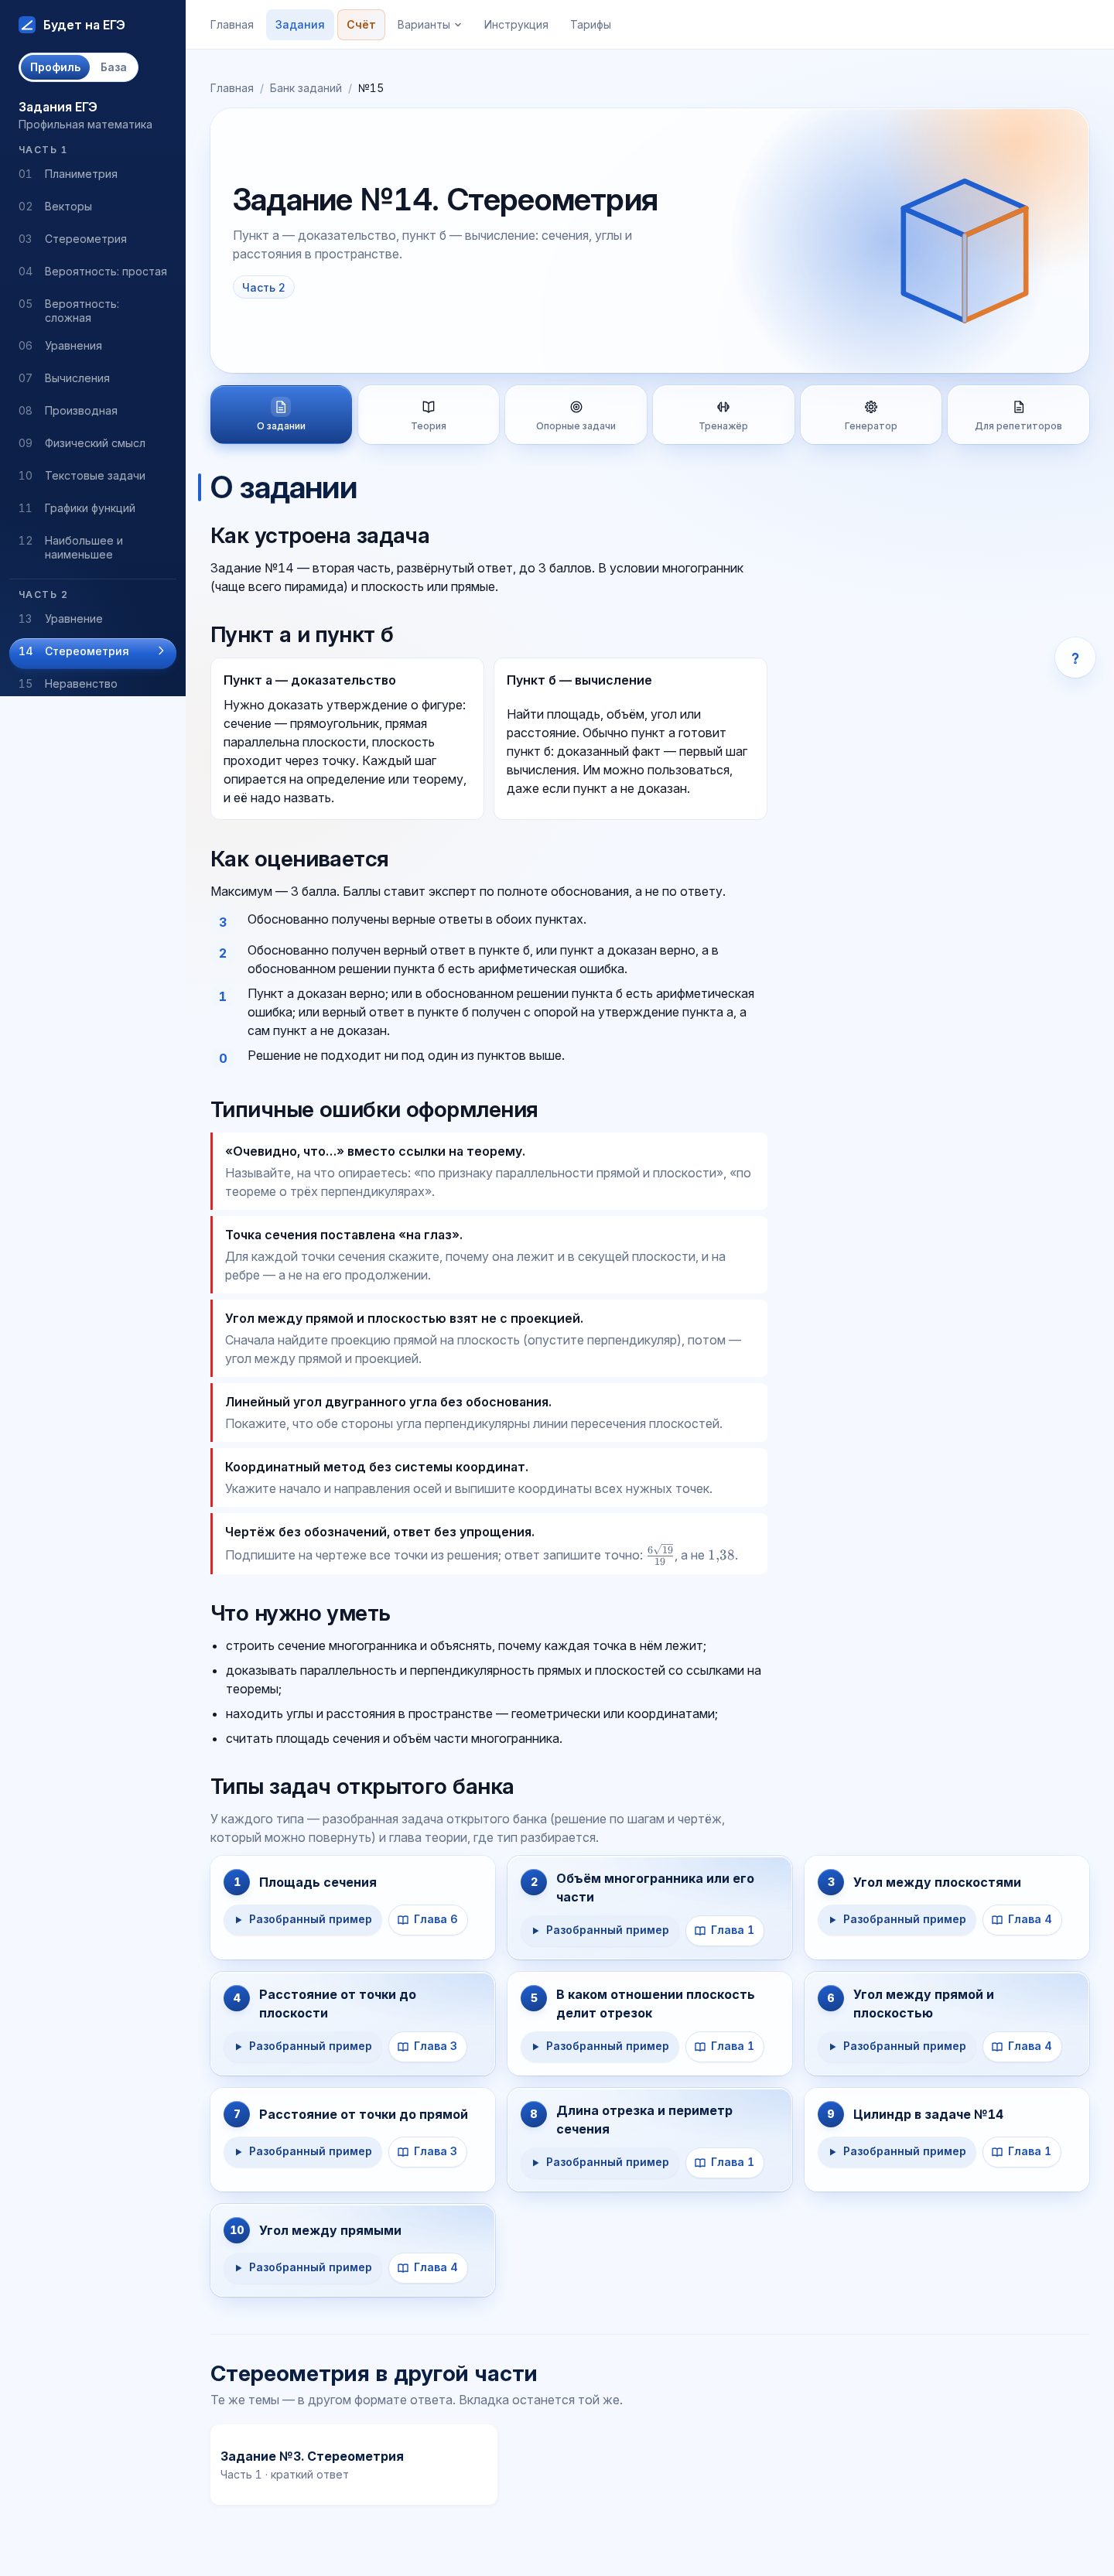 Будет на ЕГЭ
Профиль База
Задания ЕГЭ
Профильная математика
ЧАСТЬ 1
01 Планиметрия
02 Векторы
03 Стереометрия
04 Вероятность: простая
05 Вероятность:
сложная
06 Уравнения
07 Вычисления
08 Производная
09 Физический смысл
10 Текстовые задачи
11 Графики функций
12 Наибольшее и
наименьшее
ЧАСТЬ 2
13 Уравнение
14 Стереометрия
15 Неравенство
Главная Задания Счёт Варианты Инструкция Тарифы
Главная / Банк заданий / №15
Задание №14. Стереометрия
Пункт а — доказательство, пункт б — вычисление: сечения, углы и
расстояния в пространстве.
Часть 2
О задании Теория Опорные задачи Тренажёр Генератор Для репетиторов
О задании
Как устроена задача
Задание №14 — вторая часть, развёрнутый ответ, до 3 баллов. В условии многогранник
(чаще всего пирамида) и плоскость или прямые.
Пункт а и пункт б
Пункт а — доказательство
Нужно доказать утверждение о фигуре:
сечение — прямоугольник, прямая
параллельна плоскости, плоскость
проходит через точку. Каждый шаг
опирается на определение или теорему,
и её надо назвать.
Пункт б — вычисление
Найти площадь, объём, угол или
расстояние. Обычно пункт а готовит
пункт б: доказанный факт — первый шаг
вычисления. Им можно пользоваться,
даже если пункт а не доказан.
?
Как оценивается
Максимум — 3 балла. Баллы ставит эксперт по полноте обоснования, а не по ответу.
3 Обоснованно получены верные ответы в обоих пунктах.
2 Обоснованно получен верный ответ в пункте б, или пункт а доказан верно, а в
обоснованном решении пункта б есть арифметическая ошибка.
1 Пункт а доказан верно; или в обоснованном решении пункта б есть арифметическая
ошибка; или верный ответ в пункте б получен с опорой на утверждение пункта а, а
сам пункт а не доказан.
0 Решение не подходит ни под один из пунктов выше.
Типичные ошибки оформления
«Очевидно, что…» вместо ссылки на теорему.
Называйте, на что опираетесь: «по признаку параллельности прямой и плоскости», «по
теореме о трёх перпендикулярах».
Точка сечения поставлена «на глаз».
Для каждой точки сечения скажите, почему она лежит и в секущей плоскости, и на
ребре — а не на его продолжении.
Угол между прямой и плоскостью взят не с проекцией.
Сначала найдите проекцию прямой на плоскость (опустите перпендикуляр), потом —
угол между прямой и проекцией.
Линейный угол двугранного угла без обоснования.
Покажите, что обе стороны угла перпендикулярны линии пересечения плоскостей.
Координатный метод без системы координат.
Укажите начало и направления осей и выпишите координаты всех нужных точек.
Чертёж без обозначений, ответ без упрощения.
Подпишите на чертеже все точки из решения; ответ запишите точно: 6√19/19, а не 1,38.
Что нужно уметь
• строить сечение многогранника и объяснять, почему каждая точка в нём лежит;
• доказывать параллельность и перпендикулярность прямых и плоскостей со ссылками на
теоремы;
• находить углы и расстояния в пространстве — геометрически или координатами;
• считать площадь сечения и объём части многогранника.
Типы задач открытого банка
У каждого типа — разобранная задача открытого банка (решение по шагам и чертёж,
который можно повернуть) и глава теории, где тип разбирается.
1 Площадь сечения
Разобранный пример Глава 6
2 Объём многогранника или его
части
Разобранный пример Глава 1
3 Угол между плоскостями
Разобранный пример Глава 4
4 Расстояние от точки до
плоскости
Разобранный пример Глава 3
5 В каком отношении плоскость
делит отрезок
Разобранный пример Глава 1
6 Угол между прямой и
плоскостью
Разобранный пример Глава 4
7 Расстояние от точки до прямой
Разобранный пример Глава 3
8 Длина отрезка и периметр
сечения
Разобранный пример Глава 1
9 Цилиндр в задаче №14
Разобранный пример Глава 1
10 Угол между прямыми
Разобранный пример Глава 4
Стереометрия в другой части
Те же темы — в другом формате ответа. Вкладка останется той же.
Задание №3. Стереометрия
Часть 1 · краткий ответ